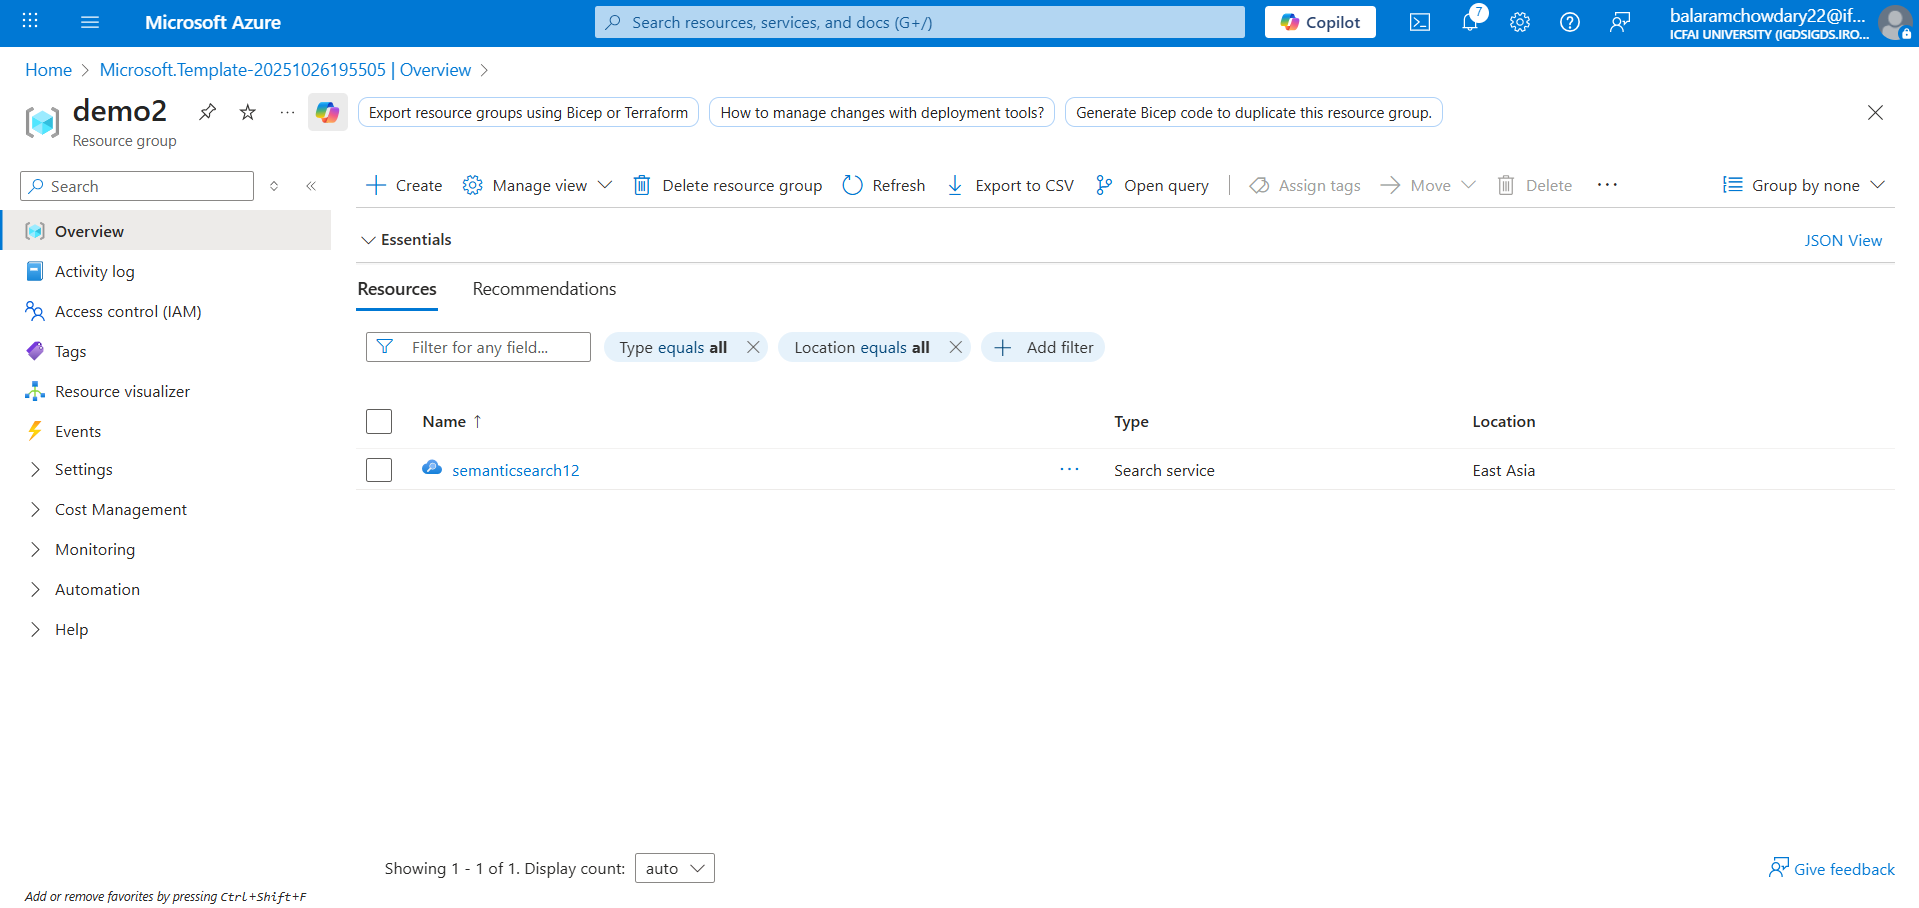 Microsoft Azure
Search resources, services, and docs (G+/)
Copilot
7
balaramchowdary22@if...
ICFAI UNIVERSITY (IGDSIGDS.IRO...
Home > Microsoft.Template-20251026195505 | Overview >
demo2
Resource group
Export resource groups using Bicep or Terraform
How to manage changes with deployment tools?
Generate Bicep code to duplicate this resource group.
Search
Create
Manage view
Delete resource group
Refresh
Export to CSV
Open query
Assign tags
Move
Delete
Group by none
Overview
Activity log
Access control (IAM)
Tags
Resource visualizer
Events
Settings
Cost Management
Monitoring
Automation
Help
Essentials
JSON View
Resources
Recommendations
Filter for any field...
Type equals all
Location equals all
Add filter
Name ↑
Type
Location
semanticsearch12
Search service
East Asia
Showing 1 - 1 of 1. Display count:
auto
Give feedback
Add or remove favorites by pressing Ctrl+Shift+F